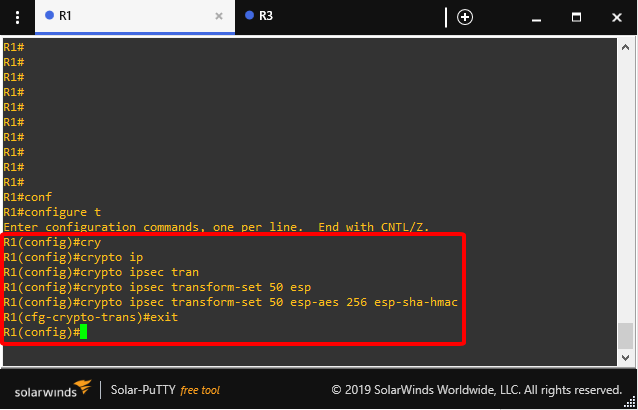 R1
R3
R1#
R1#
R1#
R1#
R1#
R1#
R1#
R1#
R1#
R1#
R1#conf
R1#configure t
Enter configuration commands, one per line.  End with CNTL/Z.
R1(config)#cry
R1(config)#crypto ip
R1(config)#crypto ipsec tran
R1(config)#crypto ipsec transform-set 50 esp
R1(config)#crypto ipsec transform-set 50 esp-aes 256 esp-sha-hmac
R1(cfg-crypto-trans)#exit
R1(config)#
solarwinds Solar-PuTTY free tool © 2019 SolarWinds Worldwide, LLC. All rights reserved.